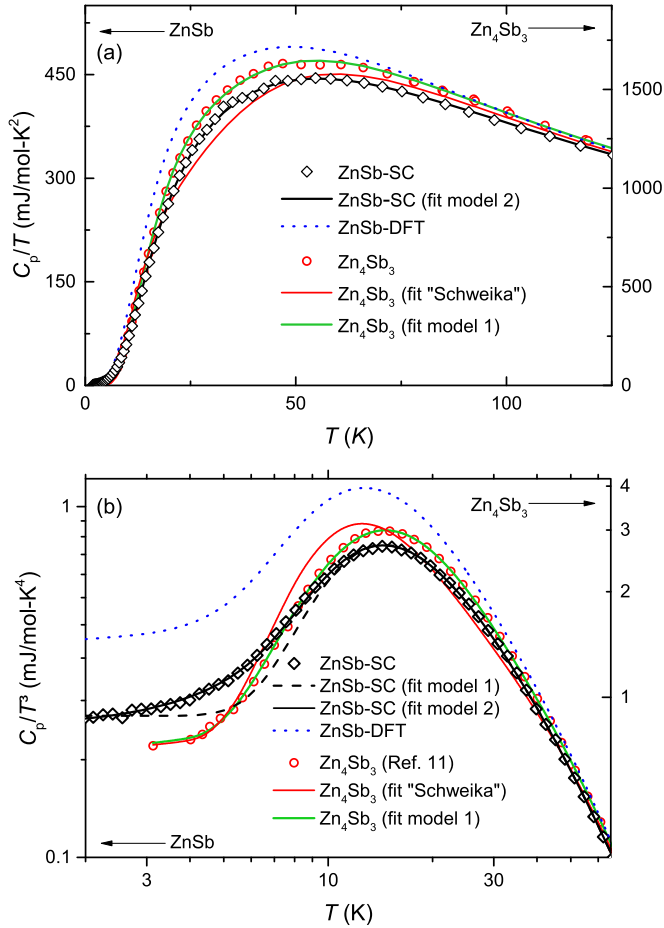 (a)
ZnSb
Zn₄Sb₃
450
300
150
0
1500
1000
500
0
Cₚ/T (mJ/mol-K²)
ZnSb-SC
ZnSb-SC (fit model 2)
ZnSb-DFT
Zn₄Sb₃
Zn₄Sb₃ (fit "Schweika")
Zn₄Sb₃ (fit model 1)
0
50
100
T (K)
(b)
Zn₄Sb₃
1
0.1
4
3
2
1
Cₚ/T³ (mJ/mol-K⁴)
ZnSb-SC
ZnSb-SC (fit model 1)
ZnSb-SC (fit model 2)
ZnSb-DFT
Zn₄Sb₃ (Ref. 11)
Zn₄Sb₃ (fit "Schweika")
Zn₄Sb₃ (fit model 1)
ZnSb
3
10
30
T (K)